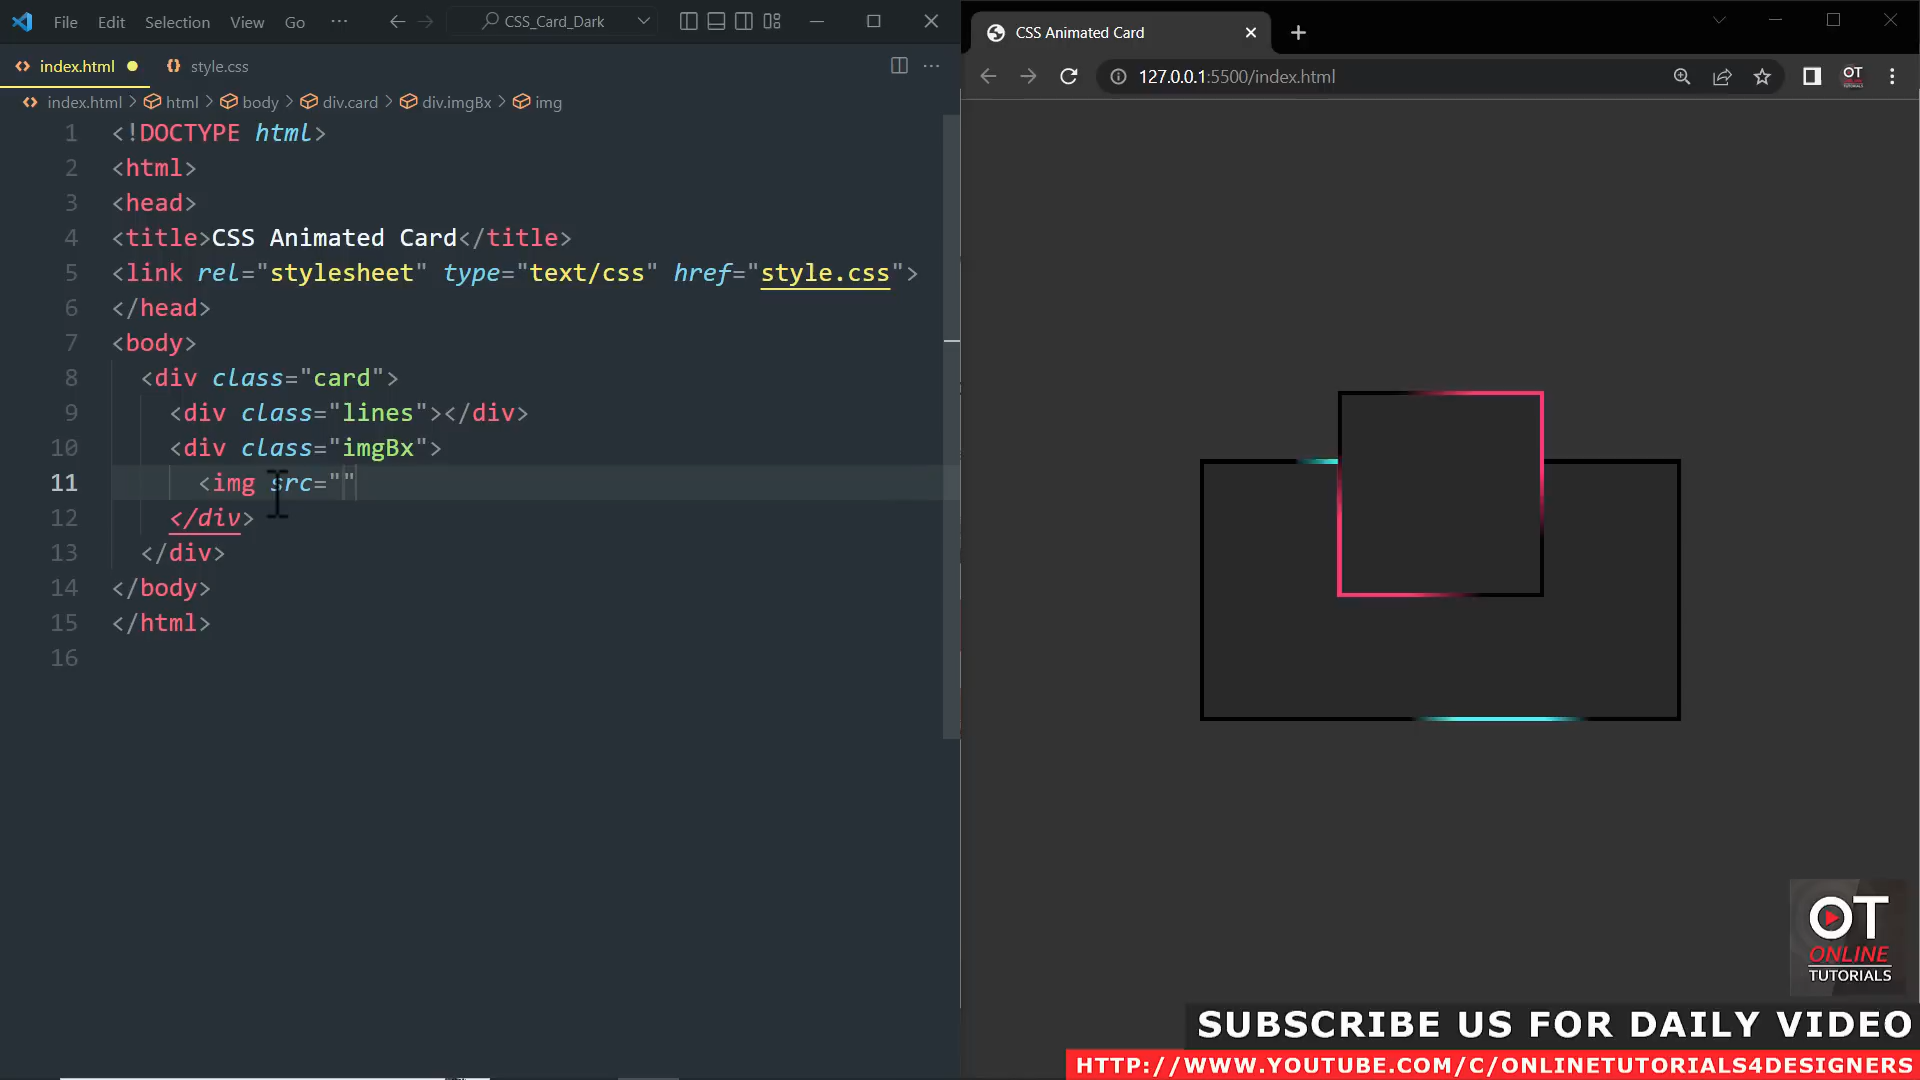 File Edit Selection View Go ··· CSS_Card_Dark
index.html style.css
index.html > html > body > div.card > div.imgBx > img
1 <!DOCTYPE html>
2 <html>
3 <head>
4 <title>CSS Animated Card</title>
5 <link rel="stylesheet" type="text/css" href="style.css">
6 </head>
7 <body>
8 <div class="card">
9 <div class="lines"></div>
10 <div class="imgBx">
11 <img src=""
12 </div>
13 </div>
14 </body>
15 </html>
16
CSS Animated Card
127.0.0.1:5500/index.html
OT
OT
ONLINE
TUTORIALS
SUBSCRIBE US FOR DAILY VIDEO
HTTP://WWW.YOUTUBE.COM/C/ONLINETUTORIALS4DESIGNERS